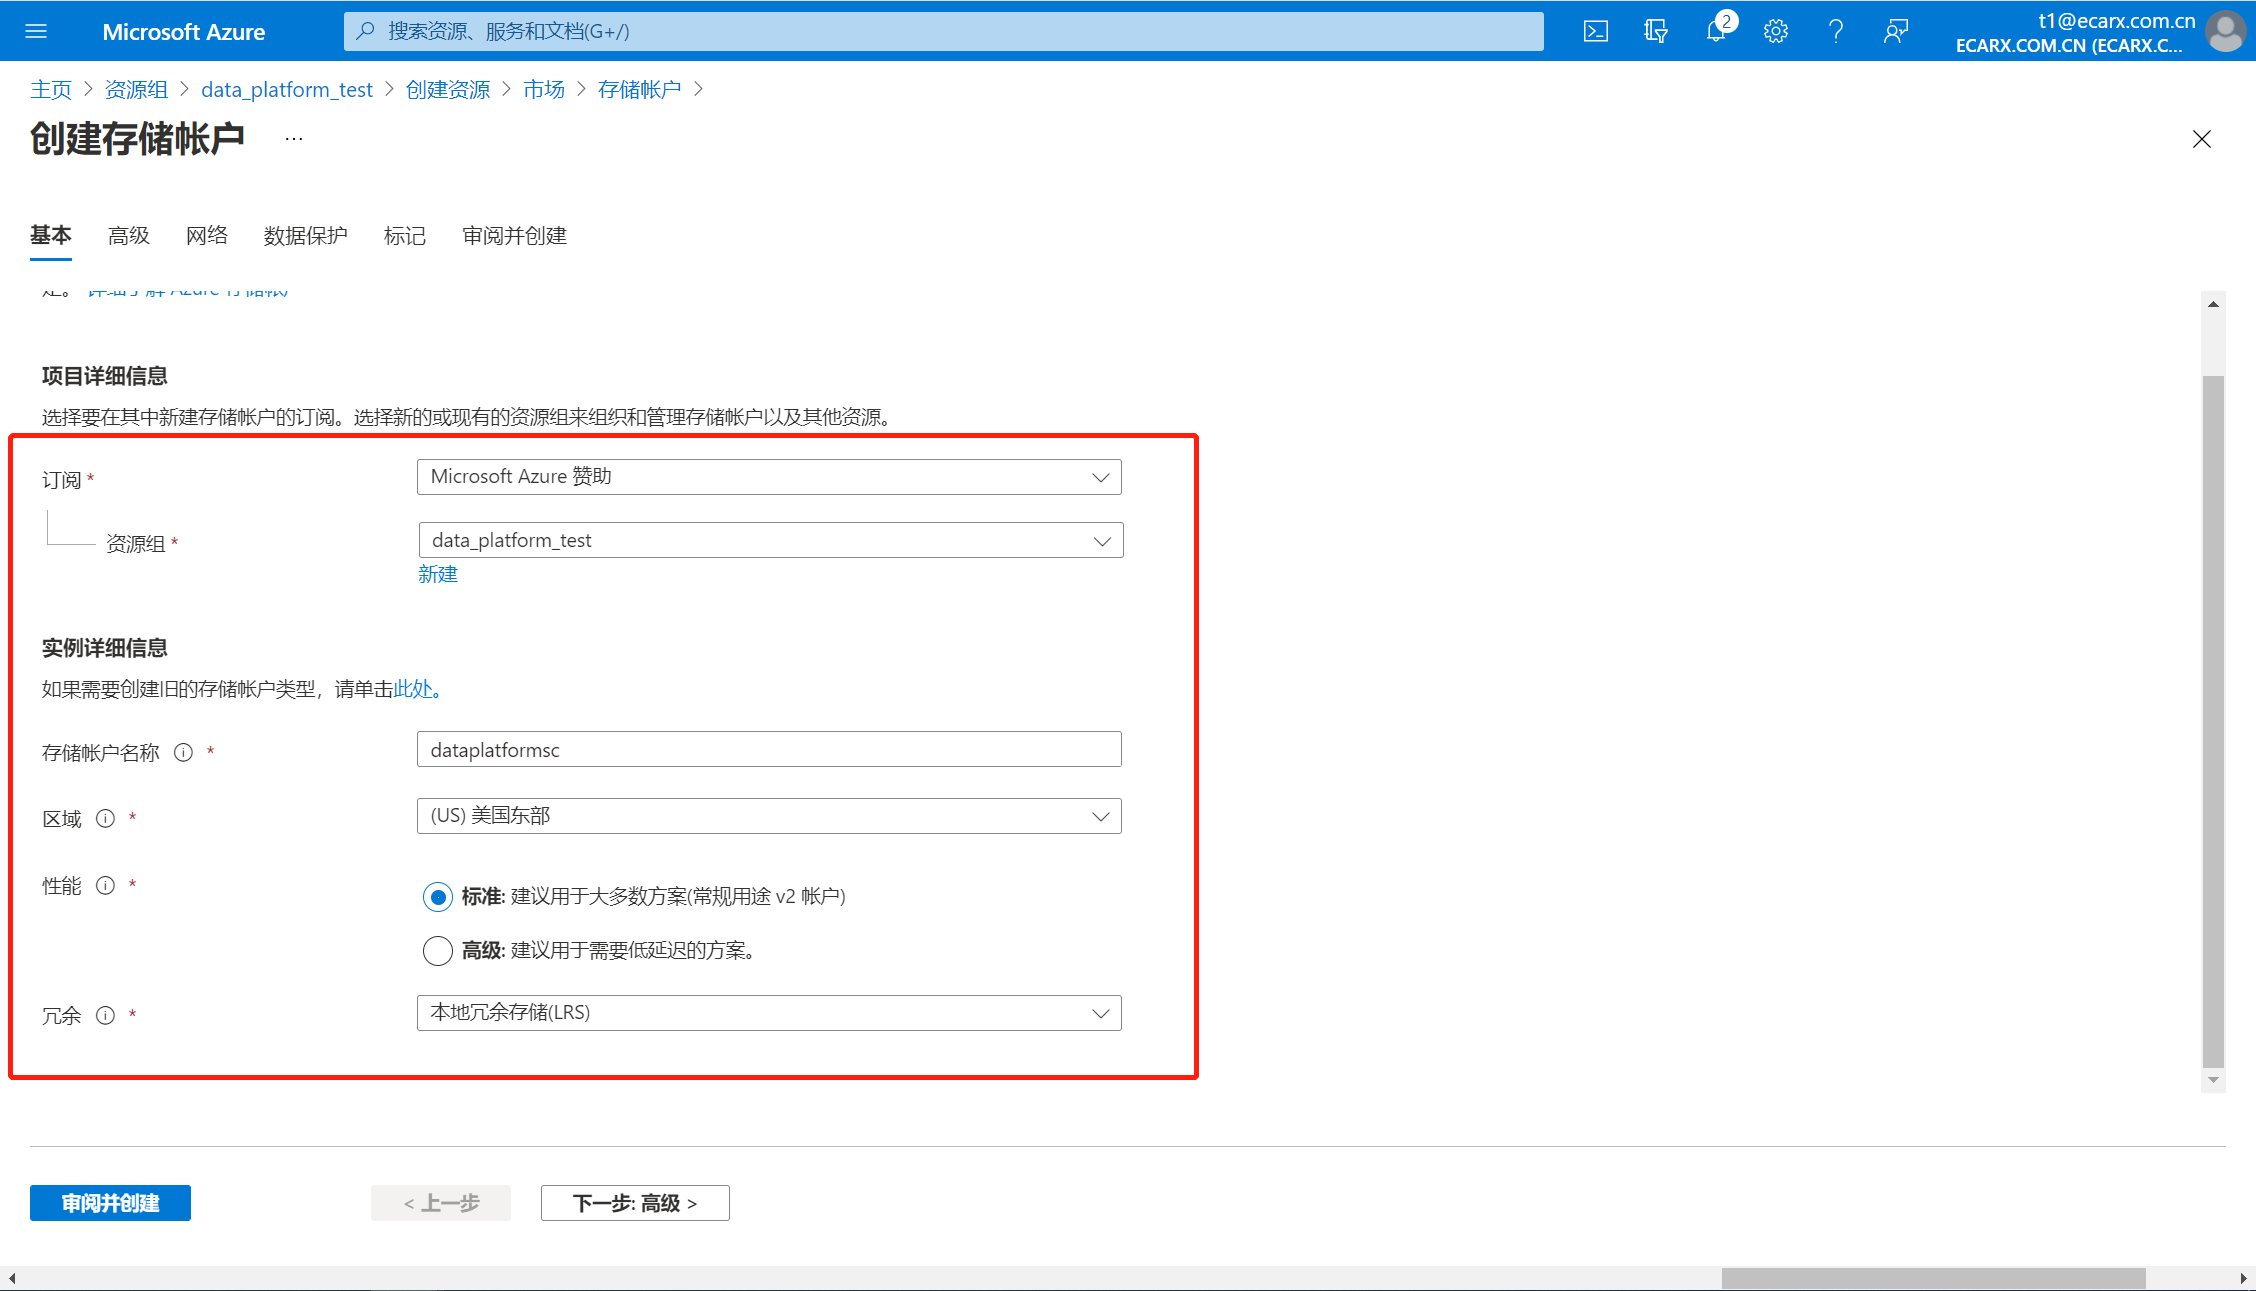 Microsoft Azure
搜索资源、服务和文档(G+/)
2
t1@ecarx.com.cn
ECARX.COM.CN (ECARX.C...
主页 > 资源组 > data_platform_test > 创建资源 > 市场 > 存储帐户 >
创建存储帐户 ...
基本 高级 网络 数据保护 标记 审阅并创建
定。 详细了解 Azure 存储帐户
项目详细信息
选择要在其中新建存储帐户的订阅。选择新的或现有的资源组来组织和管理存储帐户以及其他资源。
订阅 *
Microsoft Azure 赞助
资源组 *
data_platform_test
新建
实例详细信息
如果需要创建旧的存储帐户类型，请单击此处。
存储帐户名称 *
dataplatformsc
区域 *
(US) 美国东部
性能 *
标准: 建议用于大多数方案(常规用途 v2 帐户)
高级: 建议用于需要低延迟的方案。
冗余 *
本地冗余存储(LRS)
审阅并创建
< 上一步
下一步: 高级 >